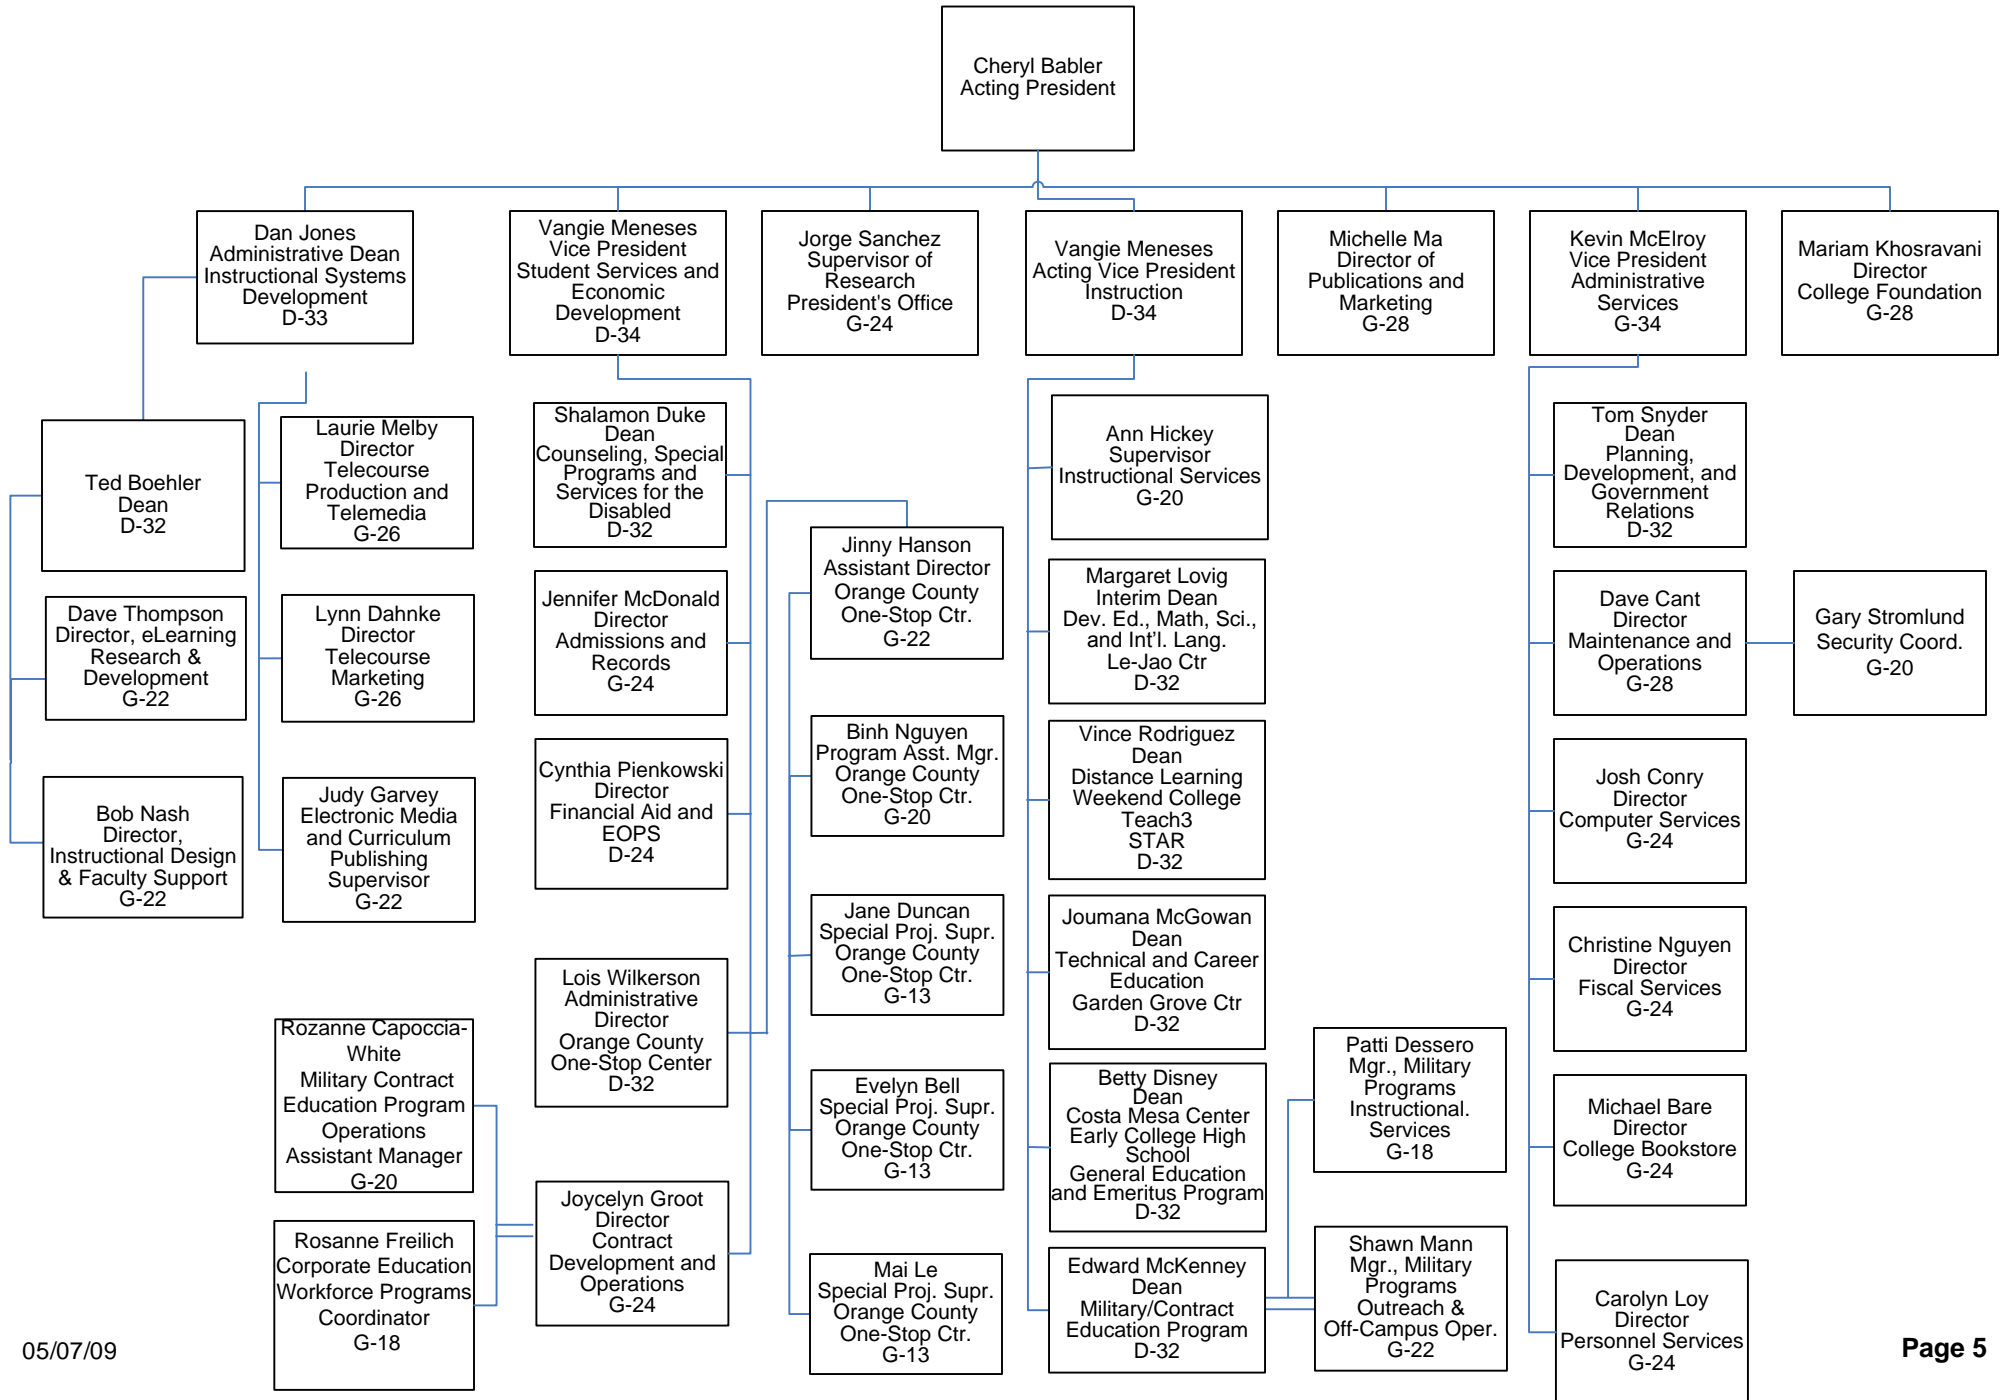 Cheryl Babler
Acting President
Dan Jones
Administrative Dean
Instructional Systems
Development
D-33
Vangie Meneses
Vice President
Student Services and
Economic
Development
D-34
Jorge Sanchez
Supervisor of
Research
President's Office
G-24
Vangie Meneses
Acting Vice President
Instruction
D-34
Michelle Ma
Director of
Publications and
Marketing
G-28
Kevin McElroy
Vice President
Administrative
Services
G-34
Mariam Khosravani
Director
College Foundation
G-28
Ted Boehler
Dean
D-32
Dave Thompson
Director, eLearning
Research &
Development
G-22
Bob Nash
Director,
Instructional Design
& Faculty Support
G-22
Laurie Melby
Director
Telecourse
Production and
Telemedia
G-26
Lynn Dahnke
Director
Telecourse
Marketing
G-26
Judy Garvey
Electronic Media
and Curriculum
Publishing
Supervisor
G-22
Shalamon Duke
Dean
Counseling, Special
Programs and
Services for the
Disabled
D-32
Jennifer McDonald
Director
Admissions and
Records
G-24
Cynthia Pienkowski
Director
Financial Aid and
EOPS
D-24
Lois Wilkerson
Administrative
Director
Orange County
One-Stop Center
D-32
Joycelyn Groot
Director
Contract
Development and
Operations
G-24
Rozanne Capoccia-
White
Military Contract
Education Program
Operations
Assistant Manager
G-20
Rosanne Freilich
Corporate Education
Workforce Programs
Coordinator
G-18
Jinny Hanson
Assistant Director
Orange County
One-Stop Ctr.
G-22
Binh Nguyen
Program Asst. Mgr.
Orange County
One-Stop Ctr.
G-20
Jane Duncan
Special Proj. Supr.
Orange County
One-Stop Ctr.
G-13
Evelyn Bell
Special Proj. Supr.
Orange County
One-Stop Ctr.
G-13
Mai Le
Special Proj. Supr.
Orange County
One-Stop Ctr.
G-13
Ann Hickey
Supervisor
Instructional Services
G-20
Margaret Lovig
Interim Dean
Dev. Ed., Math, Sci.,
and Int'l. Lang.
Le-Jao Ctr
D-32
Vince Rodriguez
Dean
Distance Learning
Weekend College
Teach3
STAR
D-32
Joumana McGowan
Dean
Technical and Career
Education
Garden Grove Ctr
D-32
Betty Disney
Dean
Costa Mesa Center
Early College High
School
General Education
and Emeritus Program
D-32
Edward McKenney
Dean
Military/Contract
Education Program
D-32
Patti Dessero
Mgr., Military
Programs
Instructional.
Services
G-18
Shawn Mann
Mgr., Military
Programs
Outreach &
Off-Campus Oper.
G-22
Tom Snyder
Dean
Planning,
Development, and
Government
Relations
D-32
Dave Cant
Director
Maintenance and
Operations
G-28
Gary Stromlund
Security Coord.
G-20
Josh Conry
Director
Computer Services
G-24
Christine Nguyen
Director
Fiscal Services
G-24
Michael Bare
Director
College Bookstore
G-24
Carolyn Loy
Director
Personnel Services
G-24
05/07/09
Page 5